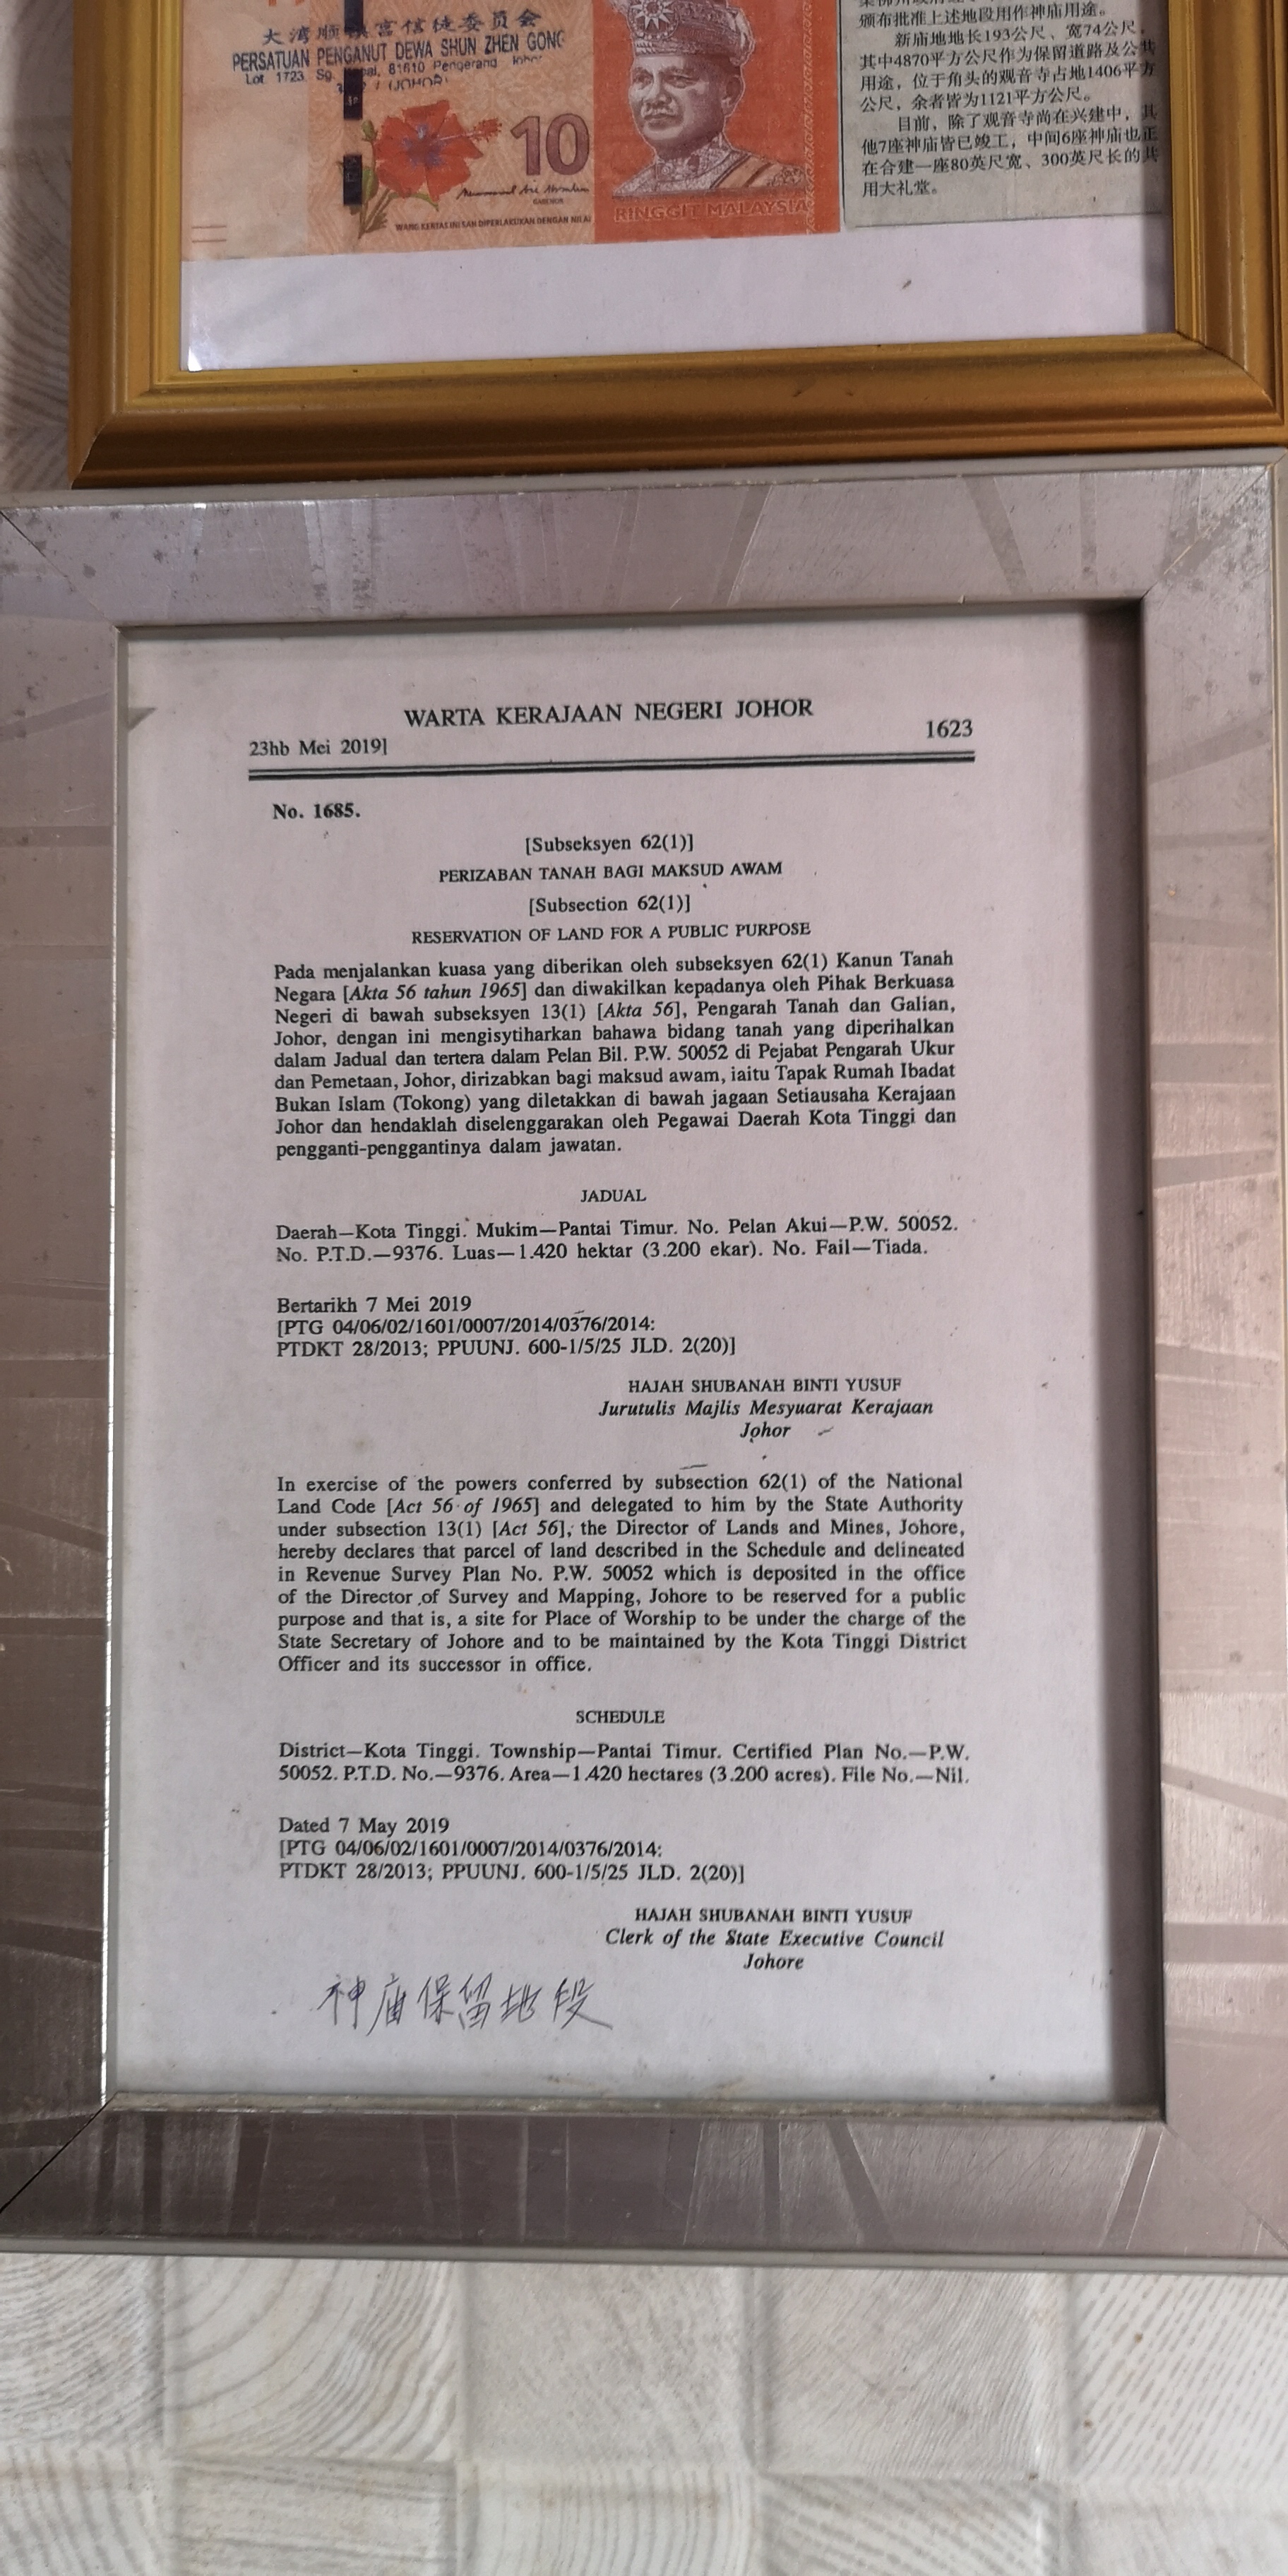 大湾顺 宫信徒委员会
PERSATUAN PENGANUT DEWA SHUN ZHEN GONG
Lot 1723, Sg. 81610 Pengerang
(JOHOR)
10
GABENOR
WANG KERTAS INI SAH DIPERLAKUKAN DENGAN NILAI
RINGGIT MALAYSIA
颁布批准上述地段用作神庙用途。
新庙地地长193公尺、宽74公尺，
其中4870平方公尺作为保留道路及公共
用途，位于角头的观音寺占地1406平方
公尺，余者皆为1121平方公尺。
目前，除了观音寺尚在兴建中，其
他7座神庙皆已竣工，中间6座神庙也正
在合建一座80英尺宽、300英尺长的共
用大礼堂。
WARTA KERAJAAN NEGERI JOHOR
23hb Mei 2019]
1623
No. 1685.
[Subseksyen 62(1)]
PERIZABAN TANAH BAGI MAKSUD AWAM
[Subsection 62(1)]
RESERVATION OF LAND FOR A PUBLIC PURPOSE
Pada menjalankan kuasa yang diberikan oleh subseksyen 62(1) Kanun Tanah
Negara [Akta 56 tahun 1965] dan diwakilkan kepadanya oleh Pihak Berkuasa
Negeri di bawah subseksyen 13(1) [Akta 56], Pengarah Tanah dan Galian,
Johor, dengan ini mengisytiharkan bahawa bidang tanah yang diperihalkan
dalam Jadual dan tertera dalam Pelan Bil. P.W. 50052 di Pejabat Pengarah Ukur
dan Pemetaan, Johor, dirizabkan bagi maksud awam, iaitu Tapak Rumah Ibadat
Bukan Islam (Tokong) yang diletakkan di bawah jagaan Setiausaha Kerajaan
Johor dan hendaklah diselenggarakan oleh Pegawai Daerah Kota Tinggi dan
pengganti-penggantinya dalam jawatan.
JADUAL
Daerah—Kota Tinggi. Mukim—Pantai Timur. No. Pelan Akui—P.W. 50052.
No. P.T.D.—9376. Luas—1.420 hektar (3.200 ekar). No. Fail—Tiada.
Bertarikh 7 Mei 2019
[PTG 04/06/02/1601/0007/2014/0376/2014:
PTDKT 28/2013; PPUUNJ. 600-1/5/25 JLD. 2(20)]
HAJAH SHUBANAH BINTI YUSUF
Jurutulis Majlis Mesyuarat Kerajaan
Johor
In exercise of the powers conferred by subsection 62(1) of the National
Land Code [Act 56 of 1965] and delegated to him by the State Authority
under subsection 13(1) [Act 56], the Director of Lands and Mines, Johore,
hereby declares that parcel of land described in the Schedule and delineated
in Revenue Survey Plan No. P.W. 50052 which is deposited in the office
of the Director of Survey and Mapping, Johore to be reserved for a public
purpose and that is, a site for Place of Worship to be under the charge of the
State Secretary of Johore and to be maintained by the Kota Tinggi District
Officer and its successor in office.
SCHEDULE
District—Kota Tinggi. Township—Pantai Timur. Certified Plan No.—P.W.
50052. P.T.D. No.—9376. Area—1.420 hectares (3.200 acres). File No.—Nil.
Dated 7 May 2019
[PTG 04/06/02/1601/0007/2014/0376/2014:
PTDKT 28/2013; PPUUNJ. 600-1/5/25 JLD. 2(20)]
HAJAH SHUBANAH BINTI YUSUF
Clerk of the State Executive Council
Johore
神庙保留地段